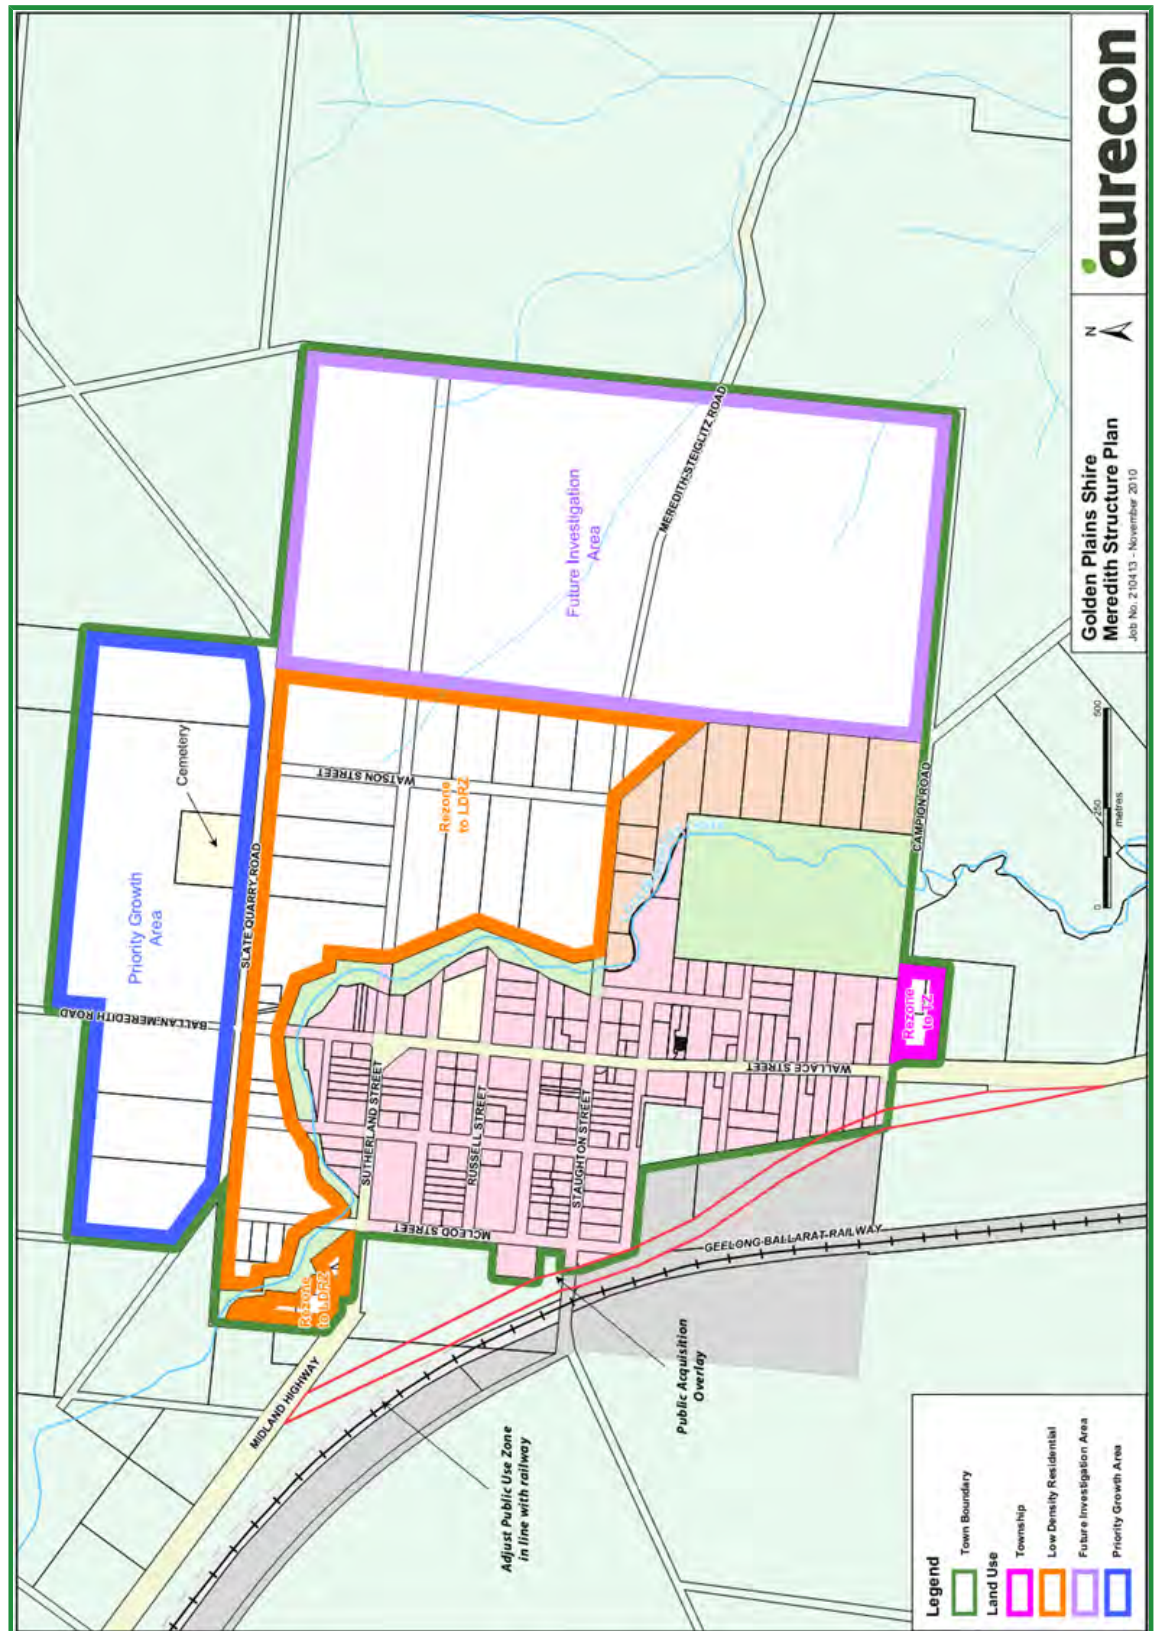 aurecon
N
Golden Plains Shire
Meredith Structure Plan
Job No. 210413 - November 2010
0
250
500
metres
Cemetery
Priority Growth
Area
SLATE QUARRY ROAD
BALLAN-MEREDITH ROAD
WATSON STREET
Rezone
to LDRZ
Future Investigation
Area
MEREDITH-STEIGLITZ ROAD
CAMPION ROAD
Rezone
to TZ
WALLACE STREET
SUTHERLAND STREET
RUSSELL STREET
STAUGHTON STREET
MCLEOD STREET
GEELONG-BALLARAT-RAILWAY
Rezone
to LDRZ
MIDLAND HIGHWAY
Public Acquisition
Overlay
Adjust Public Use Zone
in line with railway
Legend
Town Boundary
Land Use
Township
Low Density Residential
Future Investigation Area
Priority Growth Area